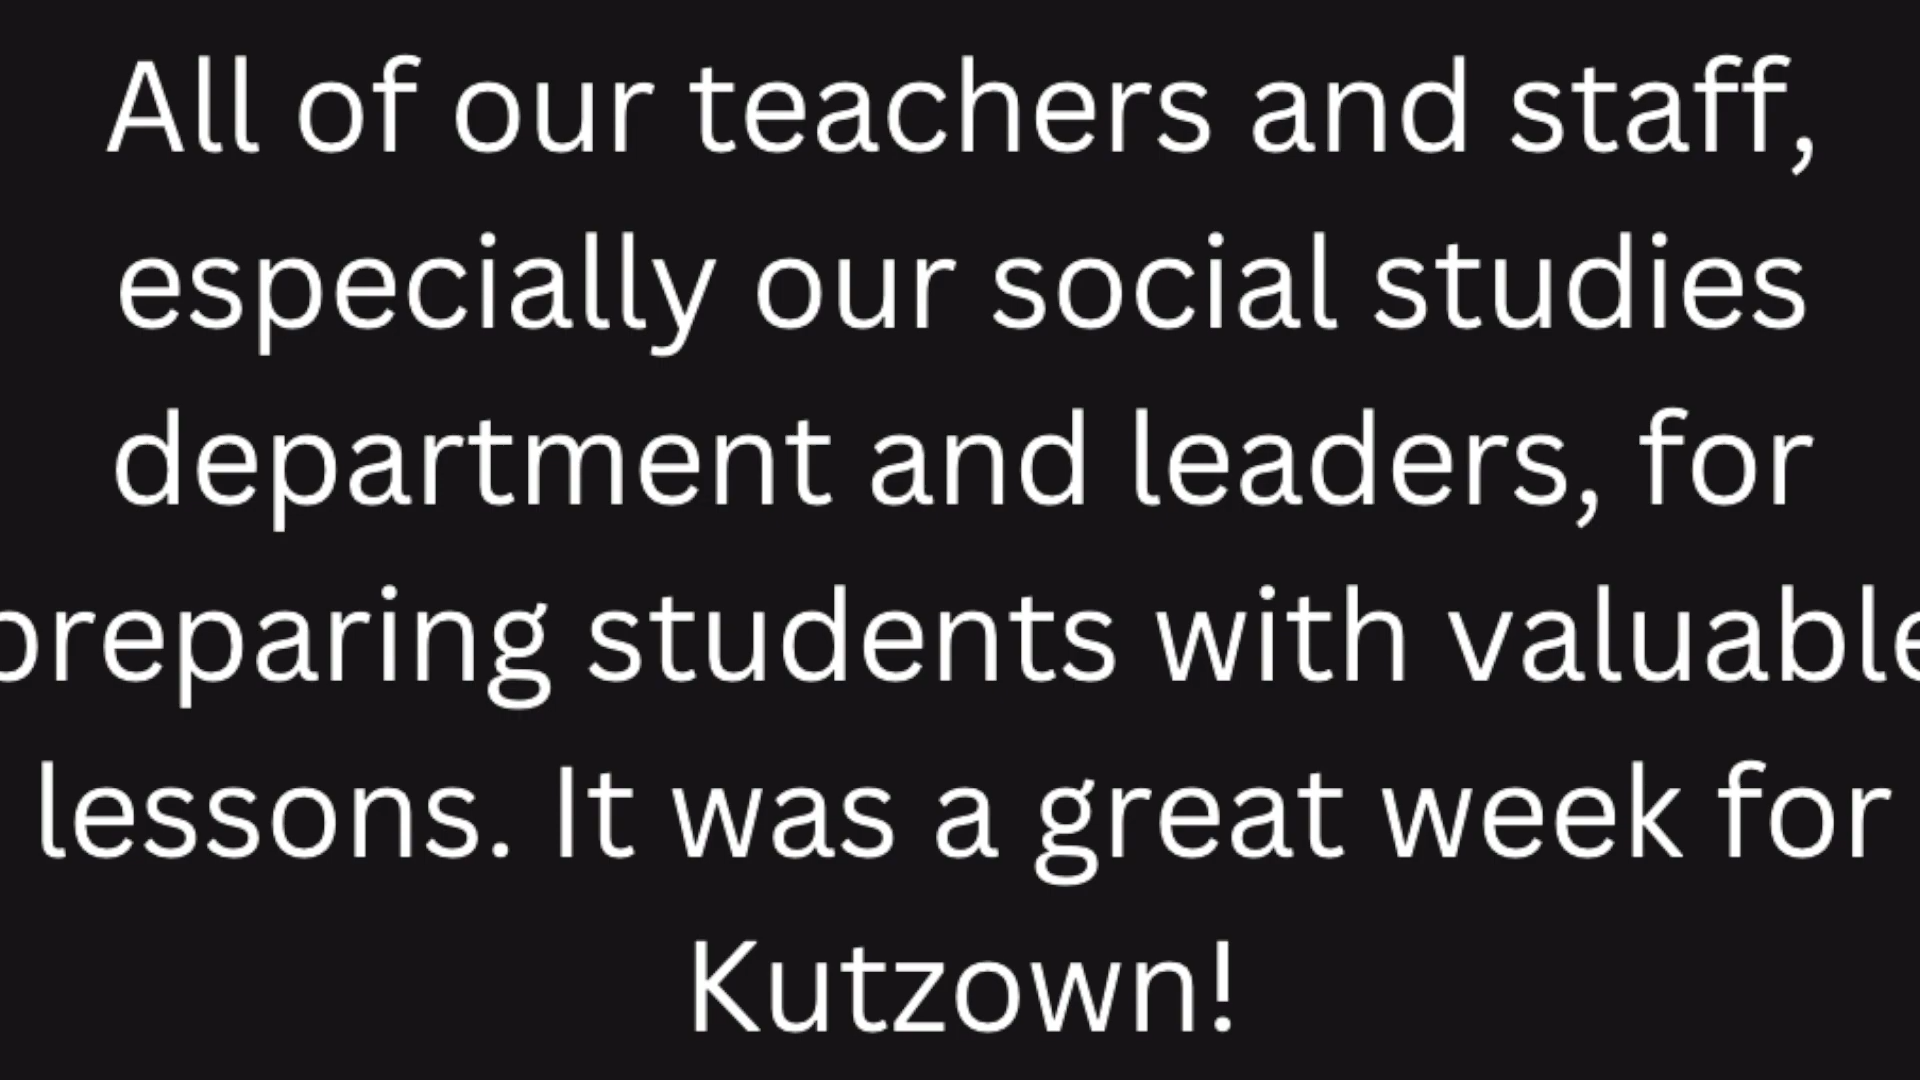 All of our teachers and staff,
especially our social studies
department and leaders, for
preparing students with valuable
lessons. It was a great week for
Kutzown!